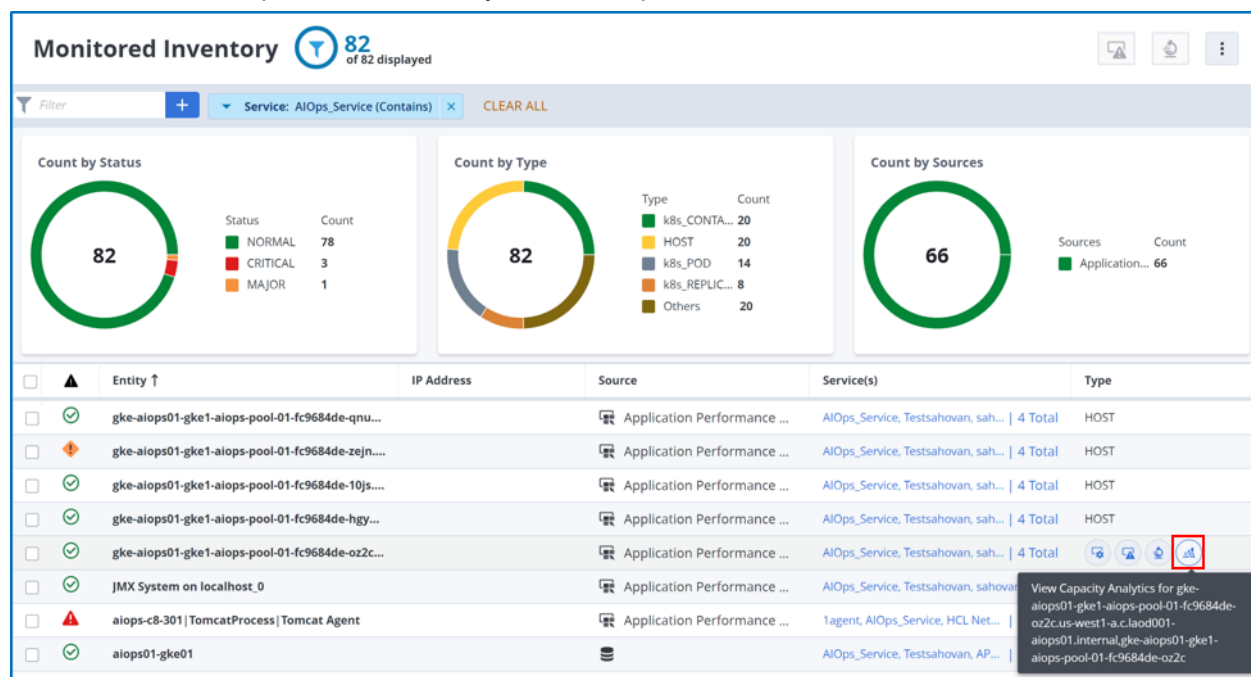 Monitored Inventory 82 of 82 displayed
Filter + Service: AIOps_Service (Contains) × CLEAR ALL
Count by Status
82
Status Count
NORMAL 78
CRITICAL 3
MAJOR 1
Count by Type
82
Type Count
k8s_CONTA... 20
HOST 20
k8s_POD 14
k8s_REPLIC... 8
Others 20
Count by Sources
66
Sources Count
Application... 66
Entity ↑ IP Address Source Service(s) Type
gke-aiops01-gke1-aiops-pool-01-fc9684de-qnu... Application Performance ... AIOps_Service, Testsahovan, sah... | 4 Total HOST
gke-aiops01-gke1-aiops-pool-01-fc9684de-zejn.... Application Performance ... AIOps_Service, Testsahovan, sah... | 4 Total HOST
gke-aiops01-gke1-aiops-pool-01-fc9684de-10js.... Application Performance ... AIOps_Service, Testsahovan, sah... | 4 Total HOST
gke-aiops01-gke1-aiops-pool-01-fc9684de-hgy... Application Performance ... AIOps_Service, Testsahovan, sah... | 4 Total HOST
gke-aiops01-gke1-aiops-pool-01-fc9684de-oz2c... Application Performance ... AIOps_Service, Testsahovan, sah... | 4 Total
JMX System on localhost_0 Application Performance ... AIOps_Service, Testsahovan, sahovan
aiops-c8-301|TomcatProcess|Tomcat Agent Application Performance ... 1agent, AIOps_Service, HCL Net... |
aiops01-gke01 AIOps_Service, Testsahovan, AP... |
View Capacity Analytics for gke-
aiops01-gke1-aiops-pool-01-fc9684de-
oz2c.us-west1-a.c.laod001-
aiops01.internal,gke-aiops01-gke1-
aiops-pool-01-fc9684de-oz2c